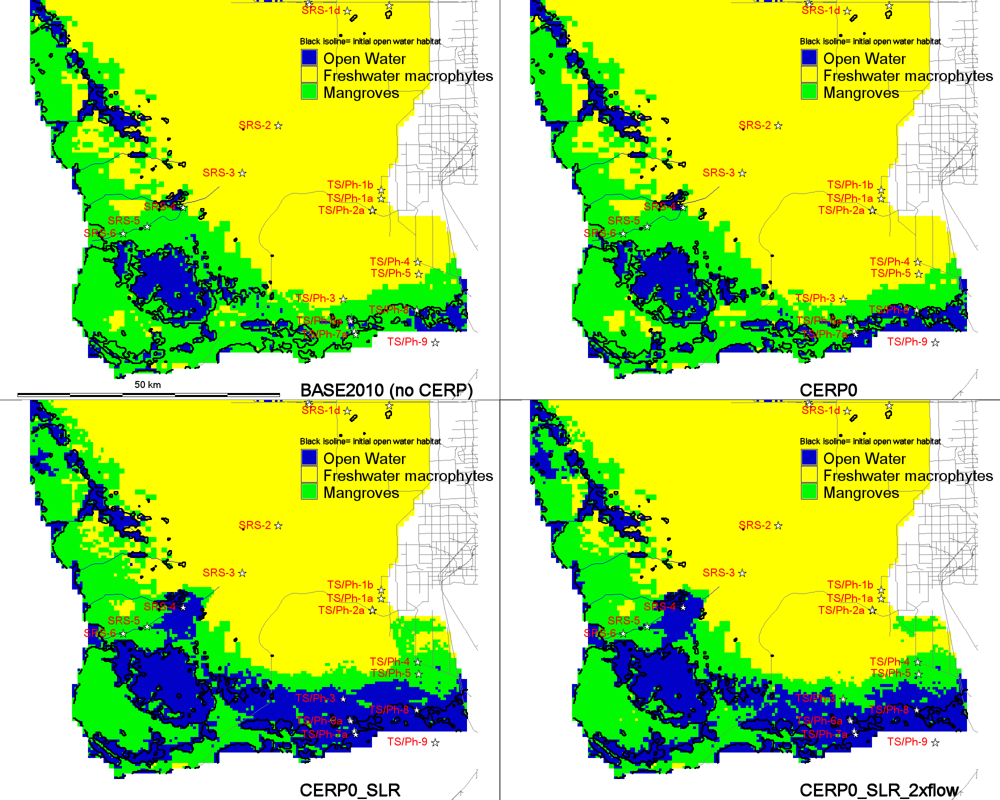 SRS-1d
Black isoline= initial open water habitat
Open Water
Freshwater macrophytes
Mangroves
SRS-2
SRS-3
TS/Ph-1b
TS/Ph-1a
TS/Ph-2a
SRS-4
SRS-5
SRS-6
TS/Ph-4
TS/Ph-5
TS/Ph-3
TS/Ph-8
TS/Ph-6a
TS/Ph-7a
TS/Ph-9
50 km
BASE2010 (no CERP)
SRS-1d
Black isoline= initial open water habitat
Open Water
Freshwater macrophytes
Mangroves
SRS-2
SRS-3
TS/Ph-1b
TS/Ph-1a
TS/Ph-2a
SRS-4
SRS-5
SRS-6
TS/Ph-4
TS/Ph-5
TS/Ph-3
TS/Ph-8
TS/Ph-6a
TS/Ph-7a
TS/Ph-9
CERP0
SRS-1d
Black isoline= initial open water habitat
Open Water
Freshwater macrophytes
Mangroves
SRS-2
SRS-3
TS/Ph-1b
TS/Ph-1a
TS/Ph-2a
SRS-4
SRS-5
SRS-6
TS/Ph-4
TS/Ph-5
TS/Ph-3
TS/Ph-8
TS/Ph-6a
TS/Ph-7a
TS/Ph-9
CERP0_SLR
SRS-1d
Black isoline= initial open water habitat
Open Water
Freshwater macrophytes
Mangroves
SRS-2
SRS-3
TS/Ph-1b
TS/Ph-1a
TS/Ph-2a
SRS-4
SRS-5
SRS-6
TS/Ph-4
TS/Ph-5
TS/Ph-3
TS/Ph-8
TS/Ph-6a
TS/Ph-7a
TS/Ph-9
CERP0_SLR_2xflow